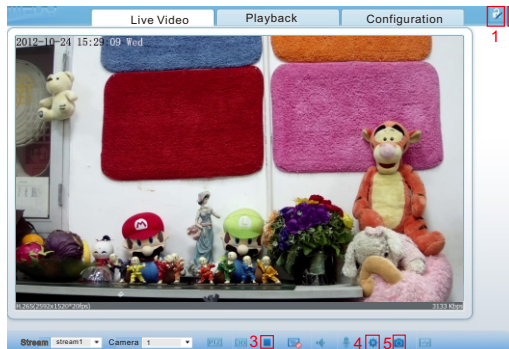 Live Video Playback Configuration
1
2012-10-24 15:29:09 Wed
H.265(2592x1520*20fps) 3133 Kbps
Stream stream1 Camera 1 3 4 5